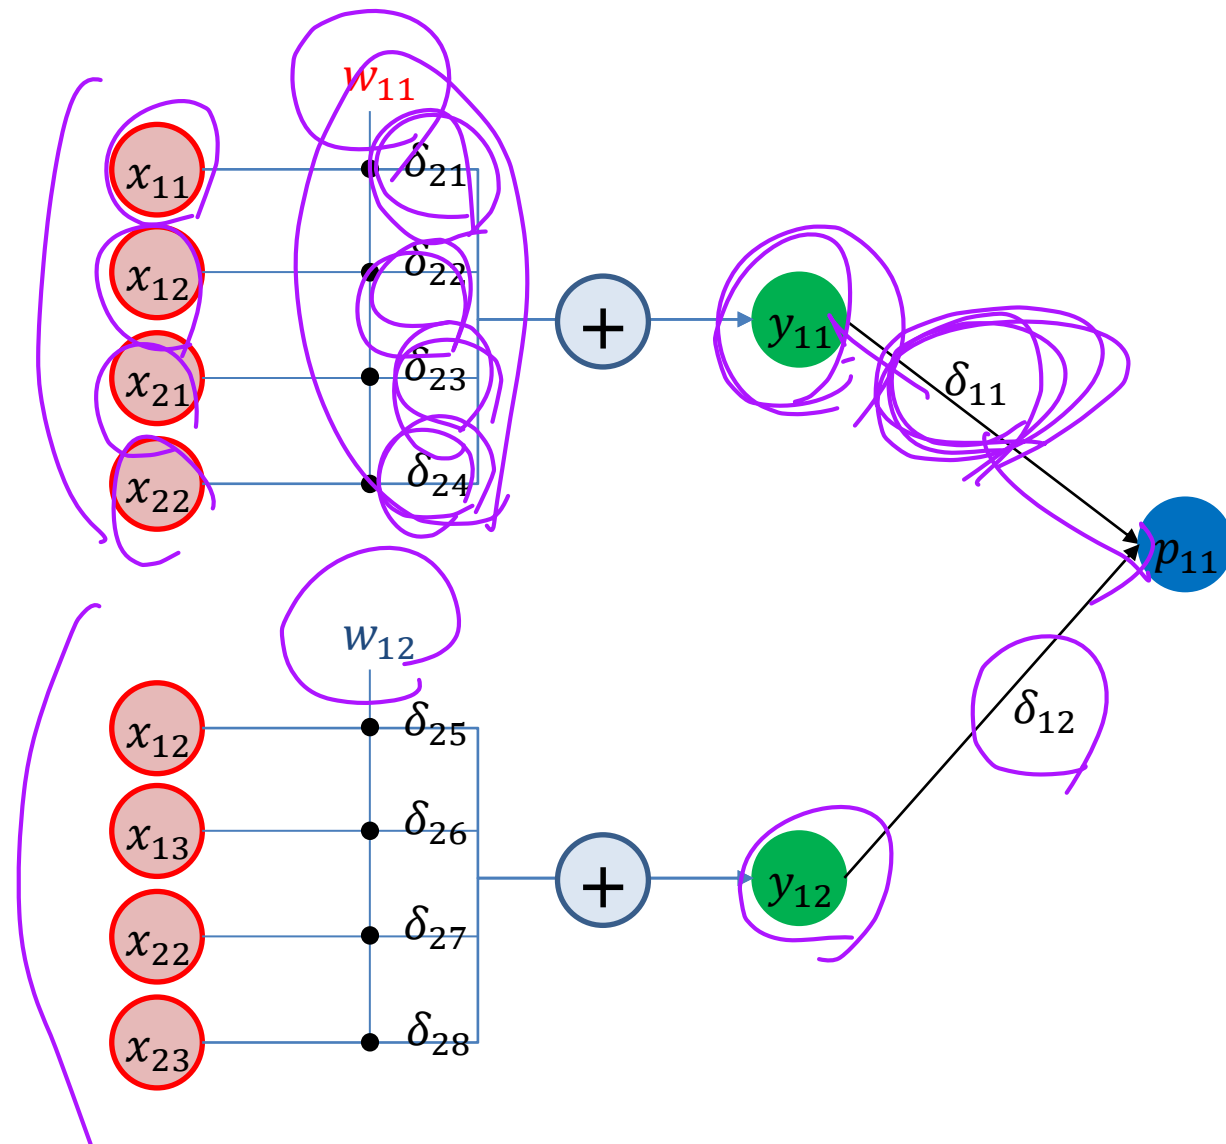 w₁₁
x₁₁ δ₂₁
x₁₂ δ₂₂
x₂₁ δ₂₃
x₂₂ δ₂₄
+ y₁₁
δ₁₁
p₁₁
w₁₂
δ₁₂
x₁₂ δ₂₅
x₁₃ δ₂₆
x₂₂ δ₂₇
x₂₃ δ₂₈
+ y₁₂